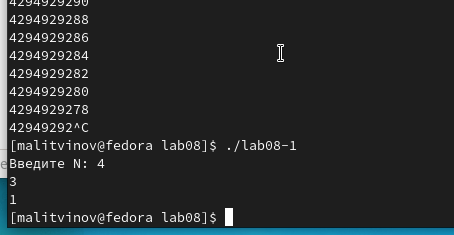 4294929290
4294929288
4294929286
4294929284
4294929282
4294929280
4294929278
42949292^C
[malitvinov@fedora lab08]$ ./lab08-1
Введите N: 4
3
1
[malitvinov@fedora lab08]$